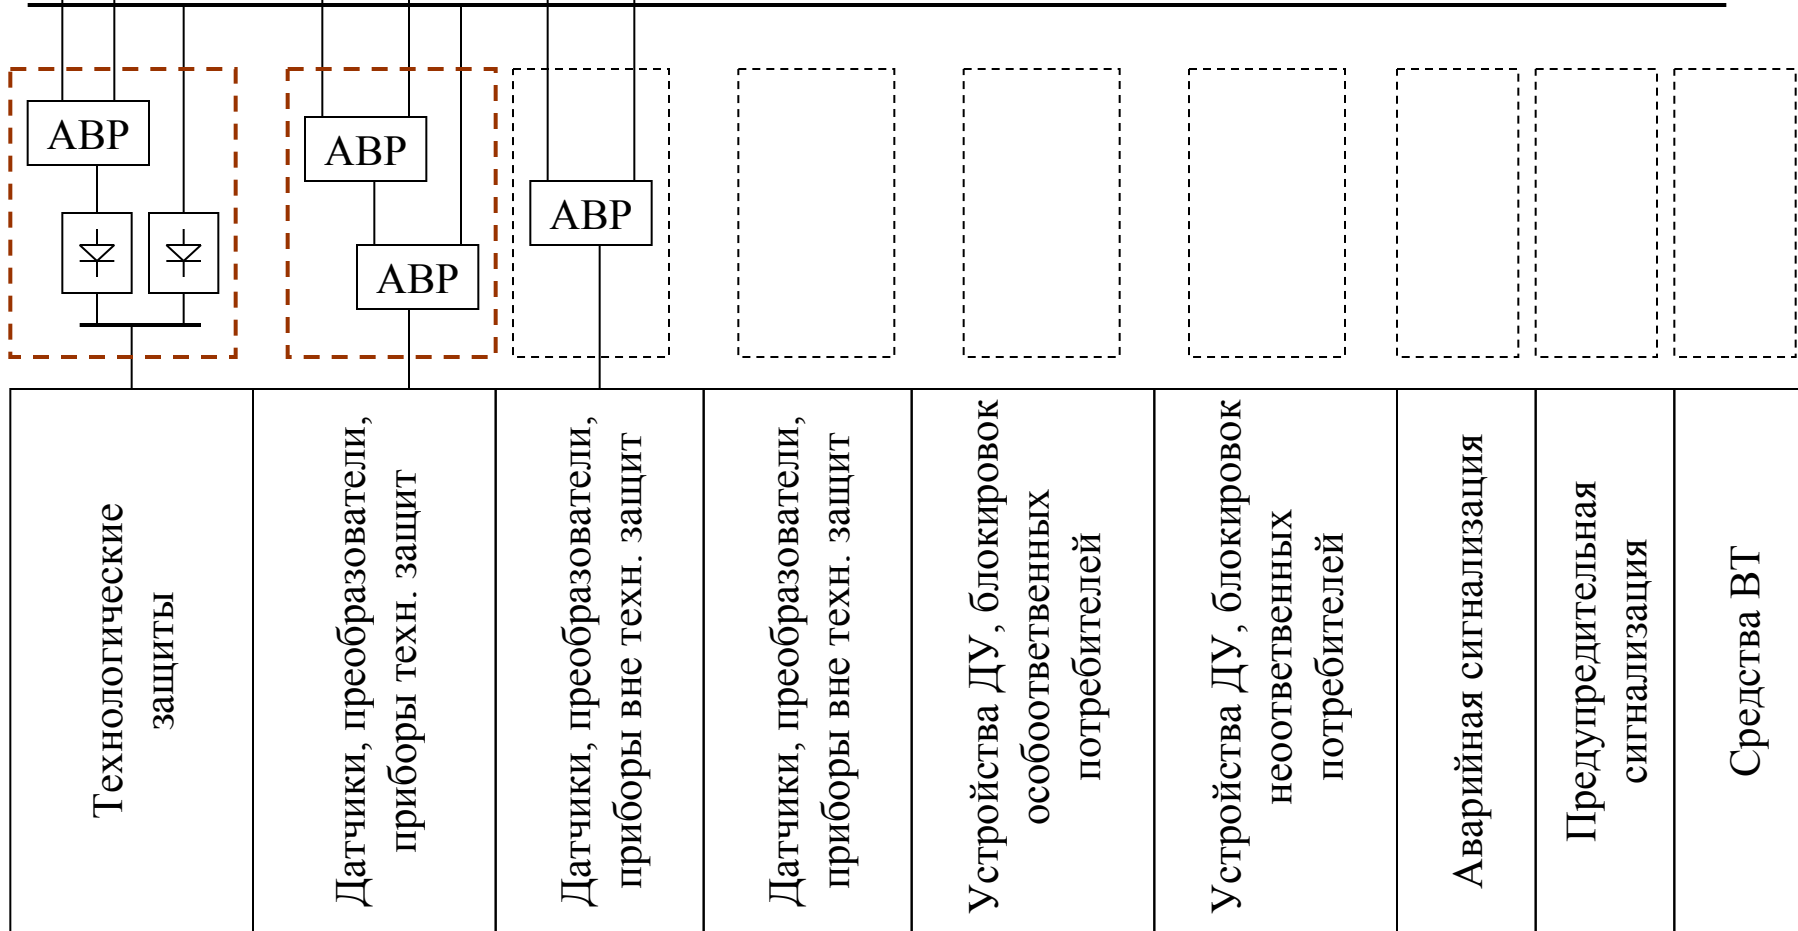 АВР
АВР
АВР
АВР
Технологические
защиты
Датчики, преобразователи,
приборы техн. защит
Датчики, преобразователи,
приборы вне техн. защит
Датчики, преобразователи,
приборы вне техн. защит
Устройства ДУ, блокировок
особоответвенных
потребителей
Устройства ДУ, блокировок
неоответвенных
потребителей
Аварийная сигнализация
Предупредительная
сигнализация
Средства ВТ